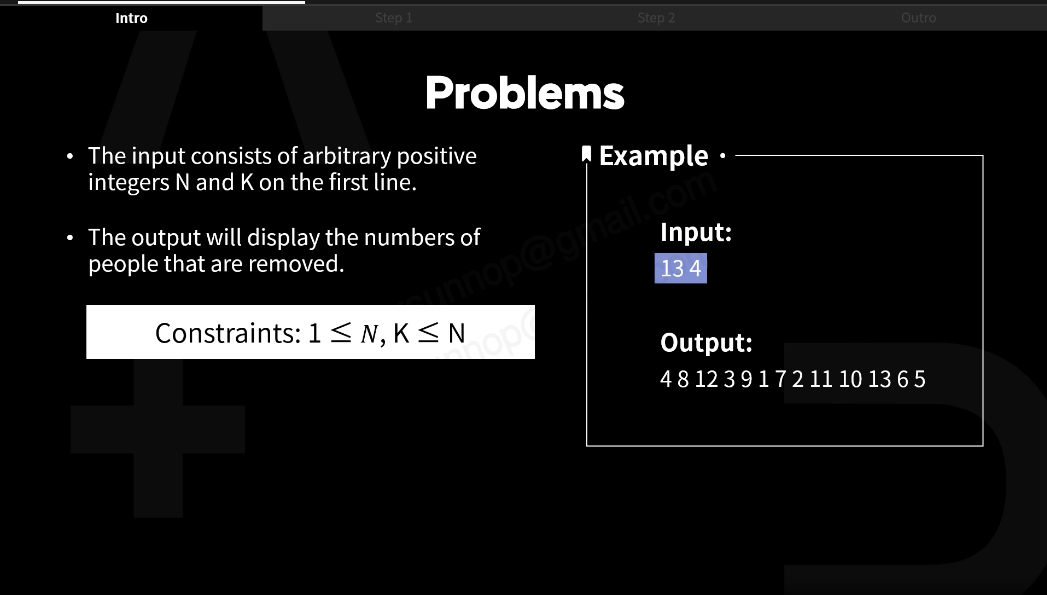 Intro
Step 1
Step 2
Outro
Problems
• The input consists of arbitrary positive
integers N and K on the first line.
• The output will display the numbers of
people that are removed.
Constraints: 1 ≤ N, K ≤ N
Example •
Input:
13 4
Output:
4 8 12 3 9 1 7 2 11 10 13 6 5
sunnop@gmail.com